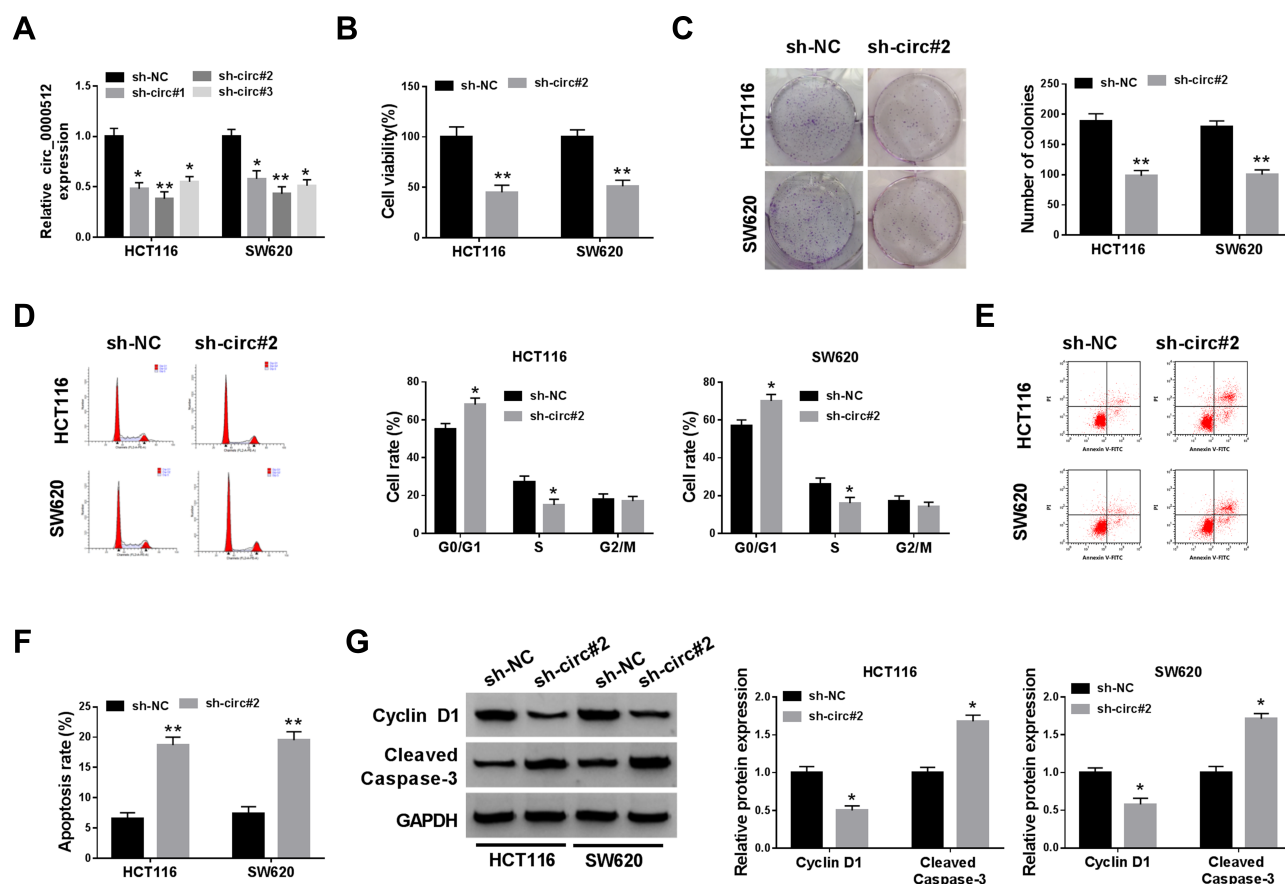 A
sh-NC
sh-circ#2
sh-circ#1
sh-circ#3
Relative circ_0000512
expression
1.5
1.0
0.5
0.0
*
**
*
*
**
*
HCT116
SW620
B
sh-NC
sh-circ#2
Cell viability(%)
150
100
50
0
**
**
HCT116
SW620
C
sh-NC
sh-circ#2
HCT116
SW620
sh-NC
sh-circ#2
Number of colonies
250
200
150
100
50
0
**
**
HCT116
SW620
D
sh-NC
sh-circ#2
HCT116
SW620
HCT116
sh-NC
sh-circ#2
Cell rate (%)
80
60
40
20
0
*
*
G0/G1
S
G2/M
SW620
sh-NC
sh-circ#2
Cell rate (%)
80
60
40
20
0
*
*
G0/G1
S
G2/M
E
sh-NC
sh-circ#2
HCT116
SW620
PI
Annexin V-FITC
PI
Annexin V-FITC
PI
Annexin V-FITC
PI
Annexin V-FITC
F
sh-NC
sh-circ#2
Apoptosis rate (%)
25
20
15
10
5
0
**
**
HCT116
SW620
G
sh-NC
sh-circ#2
sh-NC
sh-circ#2
Cyclin D1
Cleaved
Caspase-3
GAPDH
HCT116
SW620
HCT116
sh-NC
sh-circ#2
Relative protein expression
2.0
1.5
1.0
0.5
0.0
*
*
Cyclin D1
Cleaved
Caspase-3
SW620
sh-NC
sh-circ#2
Relative protein expression
2.0
1.5
1.0
0.5
0.0
*
*
Cyclin D1
Cleaved
Caspase-3